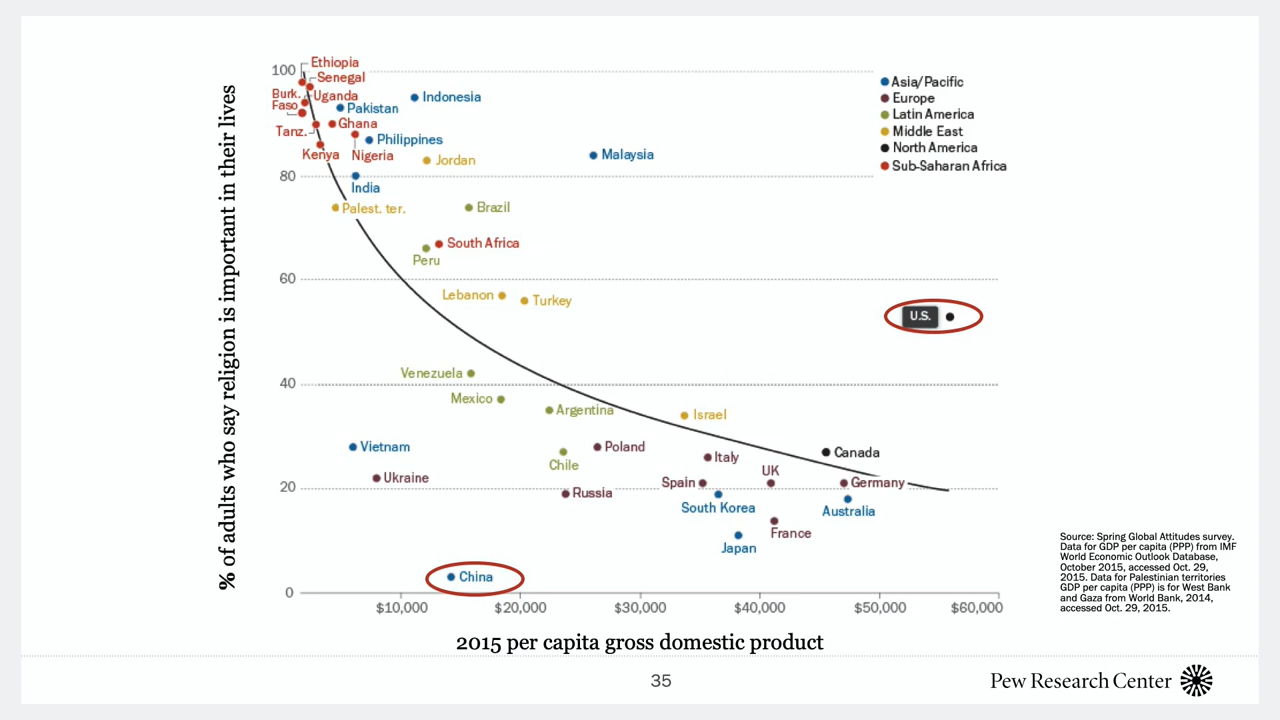 % of adults who say religion is important in their lives
100
80
60
40
20
0
Ethiopia
Senegal
Burk.
Faso
Uganda
Pakistan
Indonesia
Tanz.
Ghana
Kenya
Nigeria
Philippines
Jordan
Malaysia
India
Palest. ter.
Brazil
South Africa
Peru
Lebanon
Turkey
U.S.
Venezuela
Mexico
Argentina
Israel
Vietnam
Poland
Canada
Chile
Italy
Ukraine
UK
Spain
Germany
Russia
South Korea
Australia
France
Japan
China
Asia/Pacific
Europe
Latin America
Middle East
North America
Sub-Saharan Africa
$10,000
$20,000
$30,000
$40,000
$50,000
$60,000
2015 per capita gross domestic product
Source: Spring Global Attitudes survey.
Data for GDP per capita (PPP) from IMF
World Economic Outlook Database,
October 2015, accessed Oct. 29,
2015. Data for Palestinian territories
GDP per capita (PPP) is for West Bank
and Gaza from World Bank, 2014,
accessed Oct. 29, 2015.
35
Pew Research Center